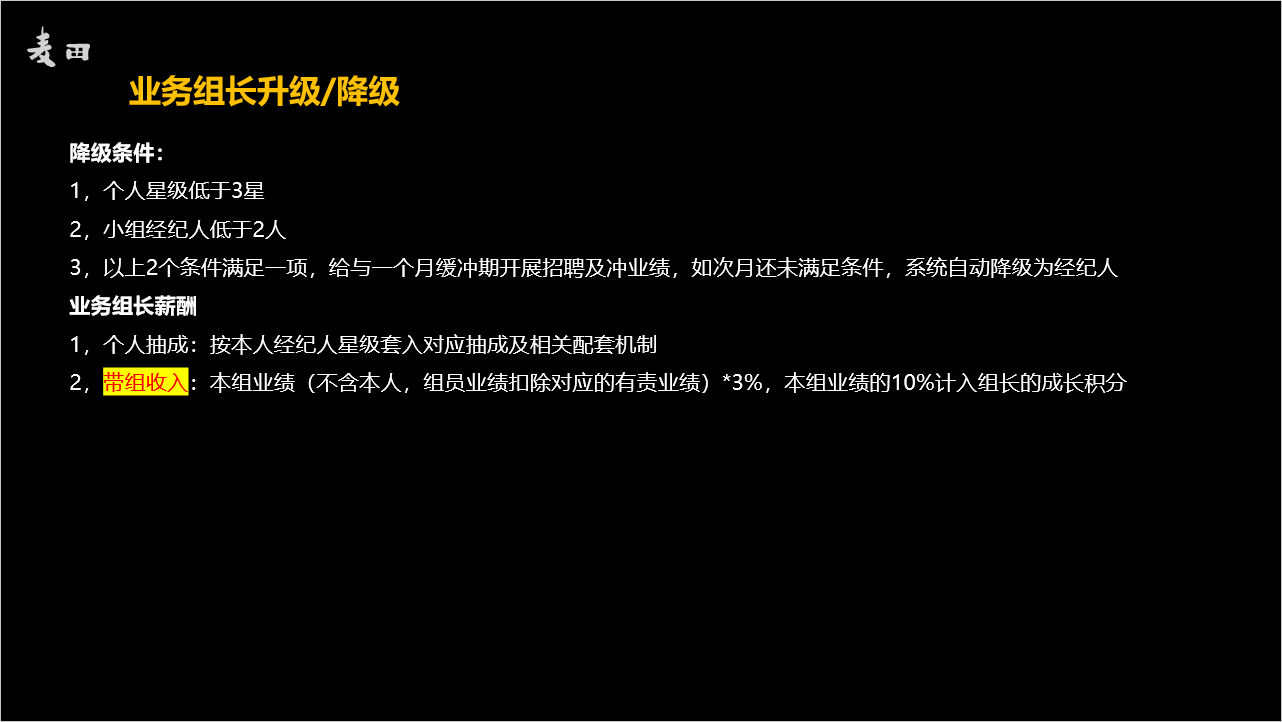 麦田
业务组长升级/降级
降级条件：
1，个人星级低于3星
2，小组经纪人低于2人
3，以上2个条件满足一项，给与一个月缓冲期开展招聘及冲业绩，如次月还未满足条件，系统自动降级为经纪人
业务组长薪酬
1，个人抽成：按本人经纪人星级套入对应抽成及相关配套机制
2，带组收入：本组业绩（不含本人，组员业绩扣除对应的有责业绩）*3%，本组业绩的10%计入组长的成长积分